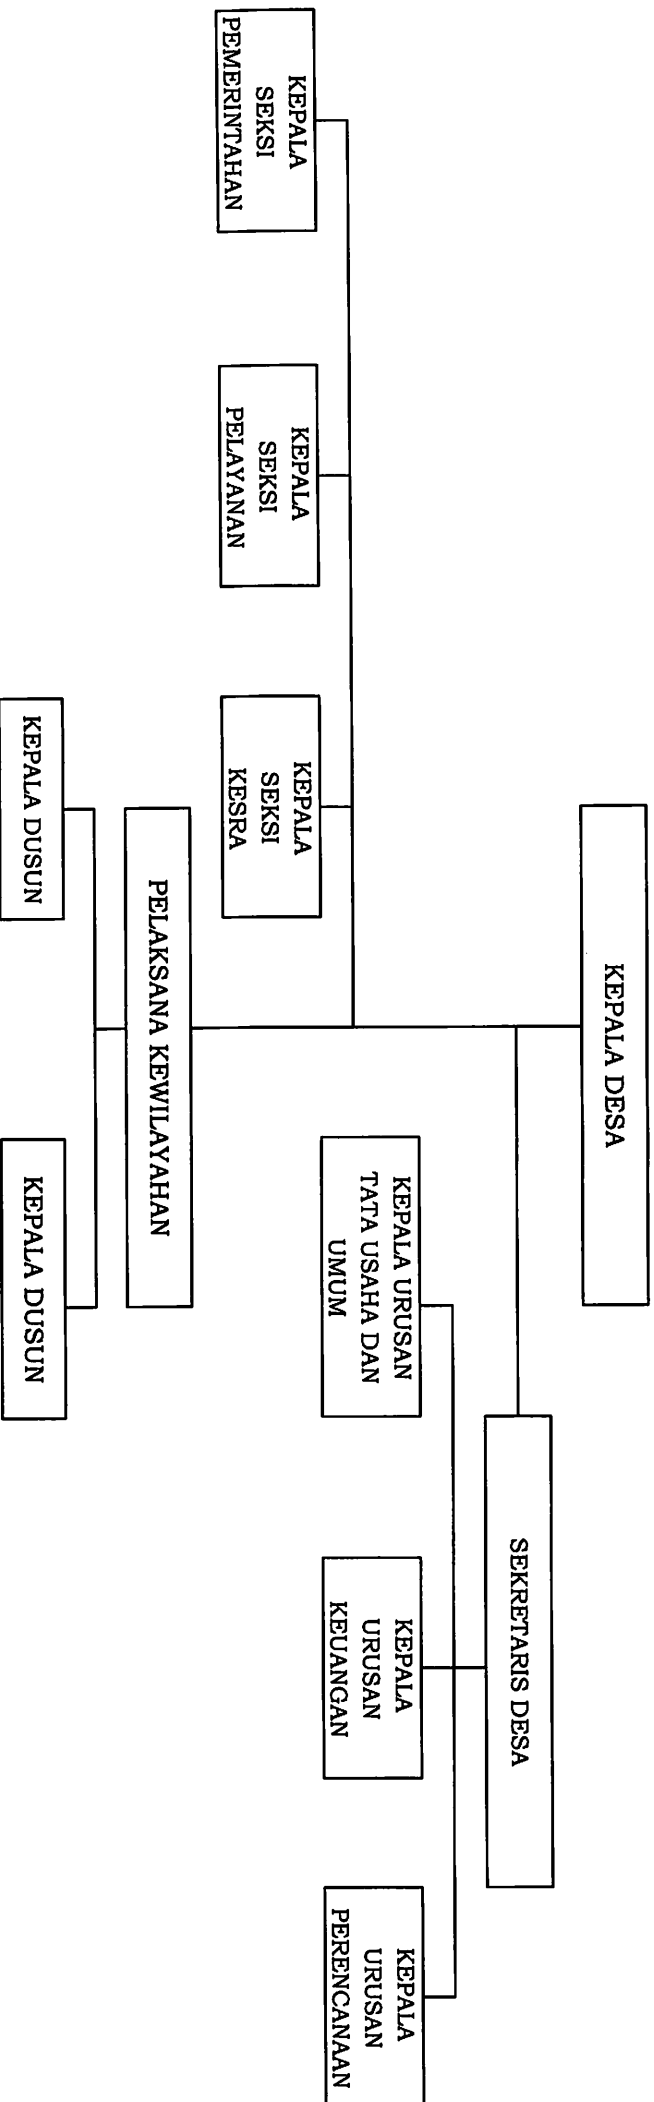 KEPALA DESA
SEKRETARIS DESA
KEPALA URUSAN
TATA USAHA DAN
UMUM
KEPALA
URUSAN
KEUANGAN
KEPALA
URUSAN
PERENCANAAN
KEPALA
SEKSI
PEMERINTAHAN
KEPALA
SEKSI
PELAYANAN
KEPALA
SEKSI
KESRA
PELAKSANA KEWILAYAHAN
KEPALA DUSUN
KEPALA DUSUN